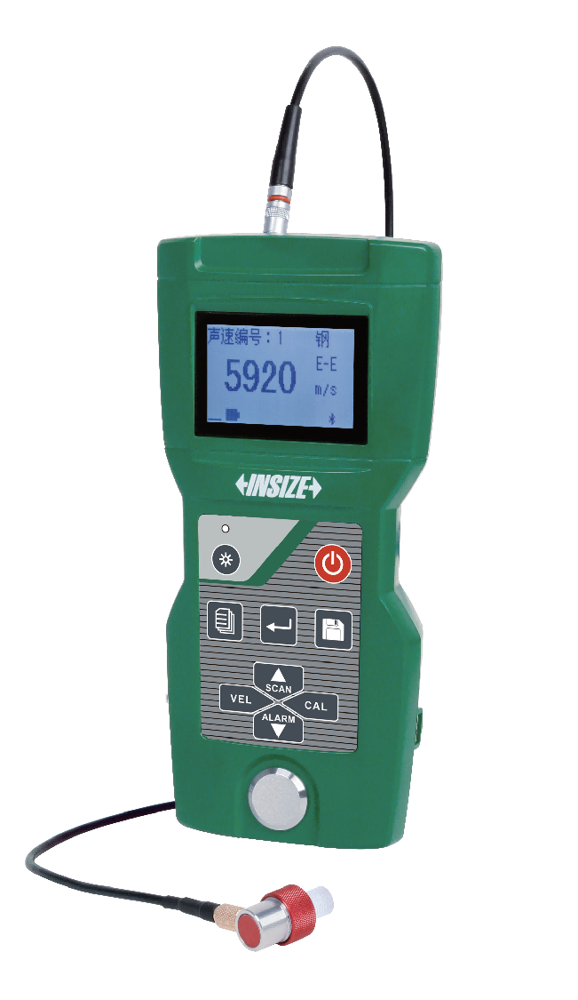 声速编号：1 钢
5920
E-E
m/s
INSIZE
SCAN
VEL
CAL
ALARM